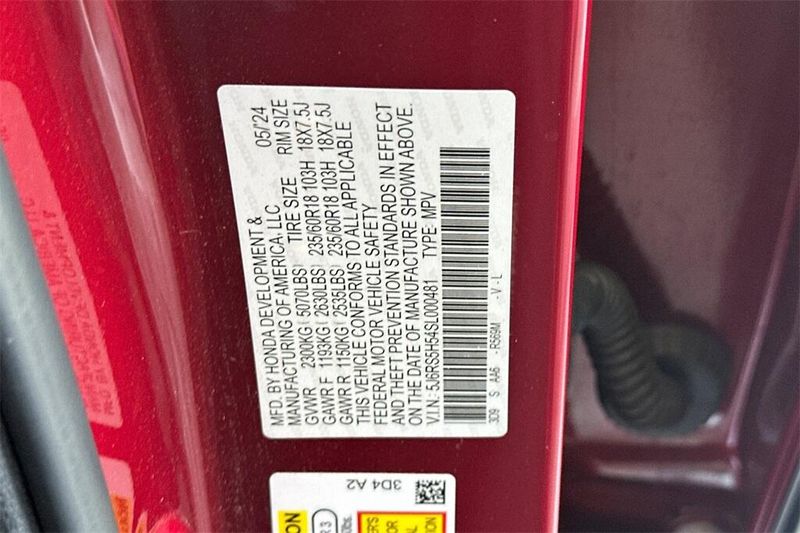 MFD. BY HONDA DEVELOPMENT &
MANUFACTURING OF AMERICA, LLC 05/'24
GVWR 2300KG (5070LBS) TIRE SIZE RIM SIZE
GAWR F 1193KG (2630LBS) 235/60R18 103H 18X7.5J
GAWR R 1150KG (2535LBS) 235/60R18 103H 18X7.5J
THIS VEHICLE CONFORMS TO ALL APPLICABLE
FEDERAL MOTOR VEHICLE SAFETY
AND THEFT PREVENTION STANDARDS IN EFFECT
ON THE DATE OF MANUFACTURE SHOWN ABOVE.
V.I.N.: 5J6RS5H54SL000481 TYPE: MPV
3D9 S AA6 - R569M - V - L
3D4 A2